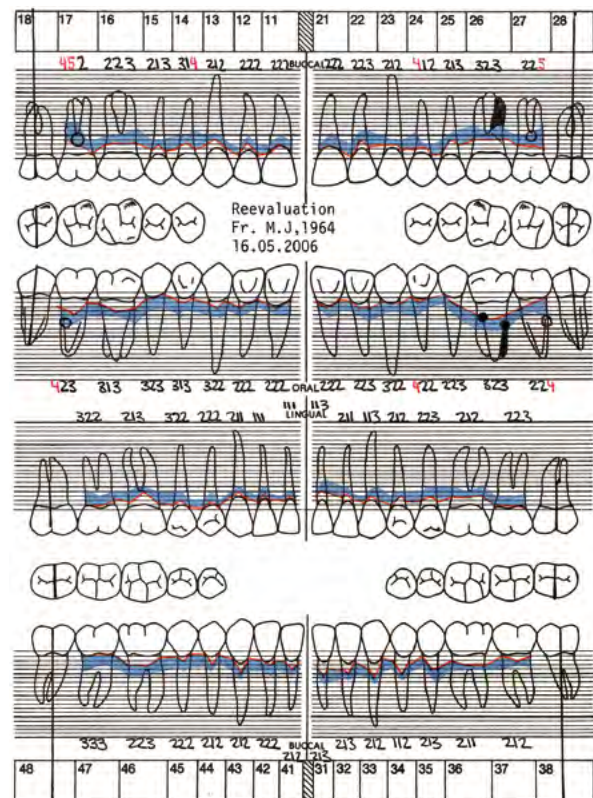 18 17 16 15 14 13 12 11 21 22 23 24 25 26 27 28
452 223 213 314 212 222 222 BUCCAL 222 223 212 412 213 323 225
Reevaluation
Fr. M.J,1964
16.05.2006
423 313 323 313 322 222 222 ORAL 222 223 322 422 223 323 224
111 113
322 213 322 222 211 111 LINGUAL 211 113 212 223 212 223
333 223 222 212 212 222 BUCCAL 213 212 112 213 211 212
212 213
48 47 46 45 44 43 42 41 31 32 33 34 35 36 37 38